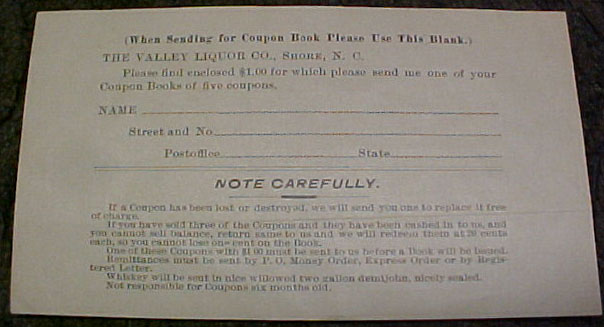 (When Sending for Coupon Book Please Use This Blank.)
THE VALLEY LIQUOR CO., SHORE, N. C.
Please find enclosed $1.00 for which please send me one of your
Coupon Books of five coupons.
NAME
Street and No.
Postoffice State
NOTE CAREFULLY.
If a Coupon has been lost or destroyed, we will send you one to replace it free
of charge.
If you have sold three of the Coupons and they have been cashed in to us, and
you cannot sell balance, return same to us and we will redeem them at 20 cents
each, so you cannot lose one cent on the Book.
One of these Coupons with $1.00 must be sent to us before a Book will be issued.
Remittances must be sent by P. O. Money Order, Express Order or by Regis-
tered Letter.
Whiskey will be sent in nice willowed two gallon demijohn, nicely sealed.
Not responsible for Coupons six months old.